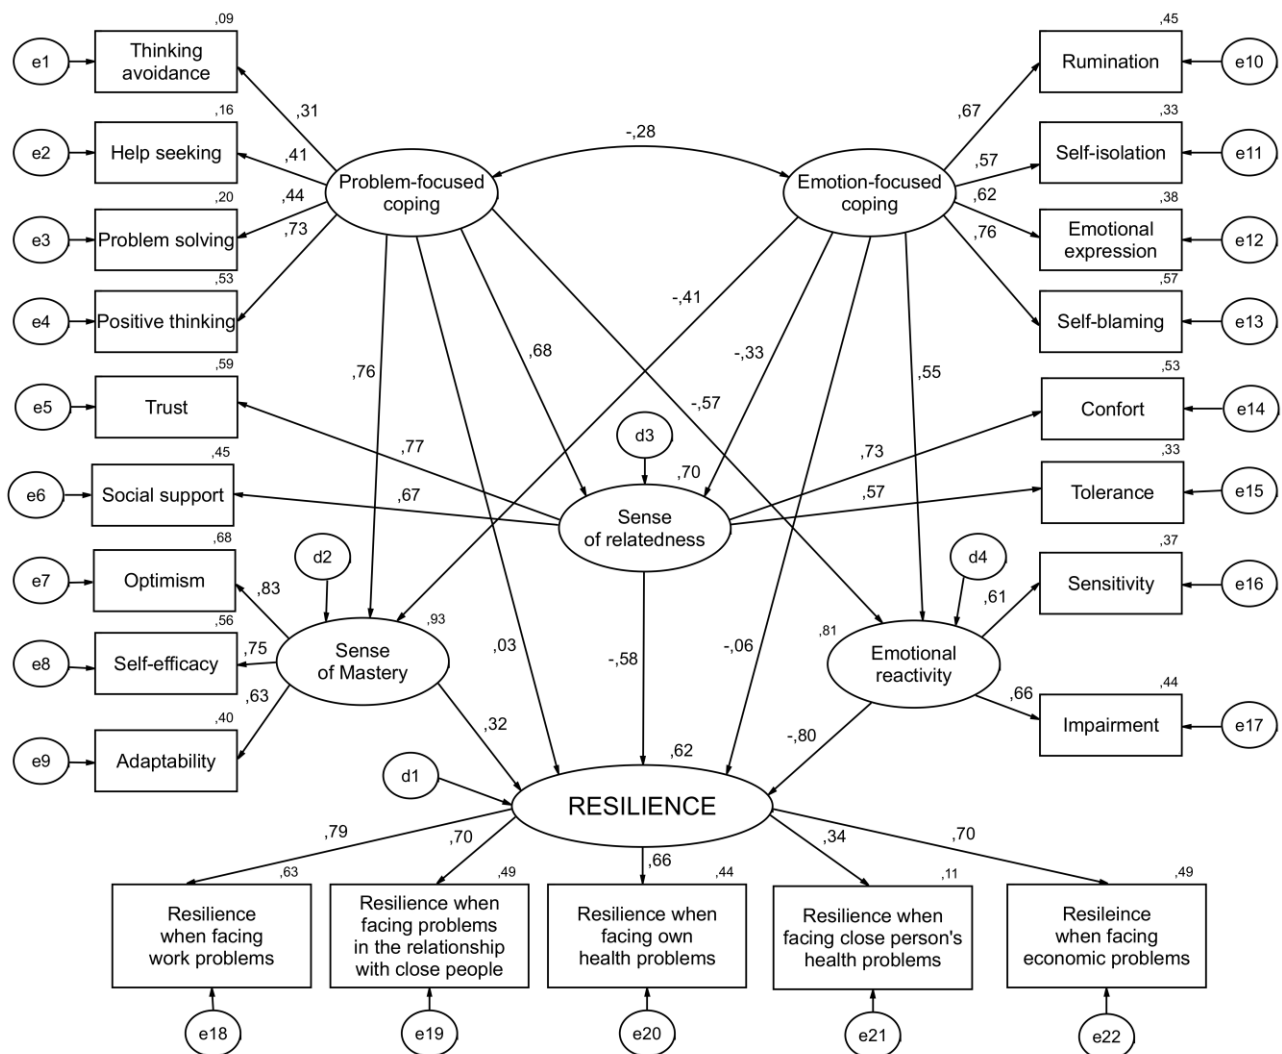 ,09
,45
e1
Thinking
avoidance
Rumination
e10
,31
,67
,16
-,28
,33
e2
Help seeking
,41
Problem-focused
coping
Emotion-focused
coping
,57
Self-isolation
e11
,20
,44
,62
,38
e3
Problem solving
,73
,76
Emotional
expression
e12
,53
,57
e4
Positive thinking
-,41
Self-blaming
e13
,59
,76
,68
-,33
,55
,53
e5
Trust
-,57
Confort
e14
,77
d3
,73
,45
,70
,33
e6
Social support
,67
,57
Tolerance
e15
Sense
of relatedness
,68
d2
d4
,37
e7
Optimism
,83
,61
Sensitivity
e16
,56
,93
,81
e8
Self-efficacy
,75
Sense
of Mastery
,03
-,58
-,06
Emotional
reactivity
,63
,66
,44
,40
,32
-,80
Impairment
e17
e9
Adaptability
d1
,62
RESILIENCE
,79
,70
,66
,34
,70
,63
,49
,44
,11
,49
Resilience
when facing
work problems
Resilience when
facing problems
in the relationship
with close people
Resilience when
facing own
health problems
Resilience when
facing close person's
health problems
Resileince
when facing
economic problems
e18
e19
e20
e21
e22